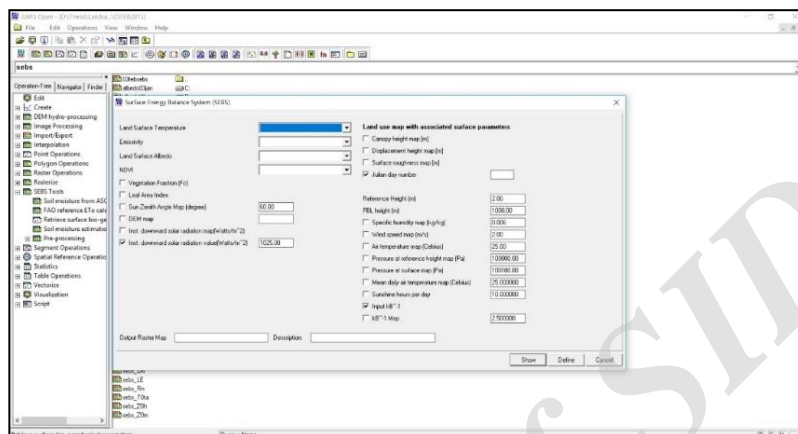 ILWIS Open - [D:\Thesis\Landsa...\03FEB2015]
File Edit Operations View Window Help
sebs
Operation-Tree Navigator Finder
Edit
Create
DEM hydro-processing
Image Processing
Import/Export
Interpolation
Point Operations
Polygon Operations
Raster Operations
Rasterize
SEBS Tools
Soil moisture from ASC
FAO reference ETo calc
Retrieve surface bio-ge
Soil moisture estimatio
Pre-processing
Segment Operations
Spatial Reference Operatio
Statistics
Table Operations
Vectorize
Visualization
Script
03febsebs
albedo03jan
C:
Surface Energy Balance System (SEBS)
Land Surface Temperature
Emissivity
Land Surface Albedo
NDVI
Vegetation Fraction (Fc)
Leaf Area Index
Sun Zenith Angle Map (degree) 60.00
DEM map
Inst. downward solar radiation map(Watts/m^2)
Inst. downward solar radiation value(Watts/m^2) 1025.00
Land use map with associated surface parameters
Canopy height map [m]
Displacement height map [m]
Surface roughness map [m]
Julian day number
Reference Height (m) 2.00
PBL height (m) 1000.00
Specific humidity map (kg/kg) 0.006
Wind speed map (m/s) 2.00
Air temperature map (Celsius) 25.00
Pressure at reference height map (Pa) 100000.00
Pressure at surface map (Pa) 100100.00
Mean daily air temperature map (Celsius) 25.000000
Sunshine hours per day 10.000000
Input kB^-1
kB^-1 Map 2.500000
Output Raster Map Description:
Show Define Cancel
sebs_LE
sebs_Rn
sebs_T0ta
sebs_Z0h
sebs_Z0m
of SID